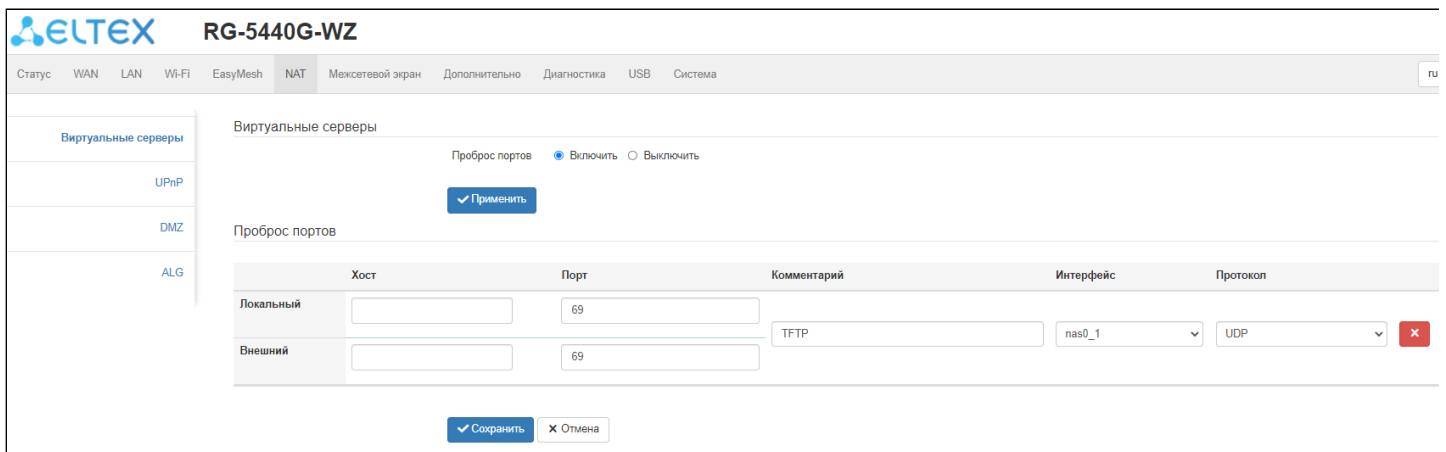 ELTEX RG-5440G-WZ
Статус WAN LAN Wi-Fi EasyMesh NAT Межсетевой экран Дополнительно Диагностика USB Система ru
Виртуальные серверы
UPnP
DMZ
ALG
Виртуальные серверы
Проброс портов Включить Выключить
Применить
Проброс портов
Хост Порт Комментарий Интерфейс Протокол
Локальный 69
TFTP nas0_1 UDP
Внешний 69
Сохранить Отмена